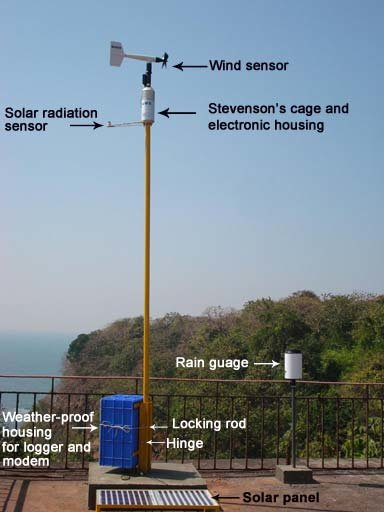 Wind sensor
Solar radiation
sensor
Stevenson's cage and
electronic housing
Rain guage
Weather-proof
housing
for logger and
modem
Locking rod
Hinge
Solar panel